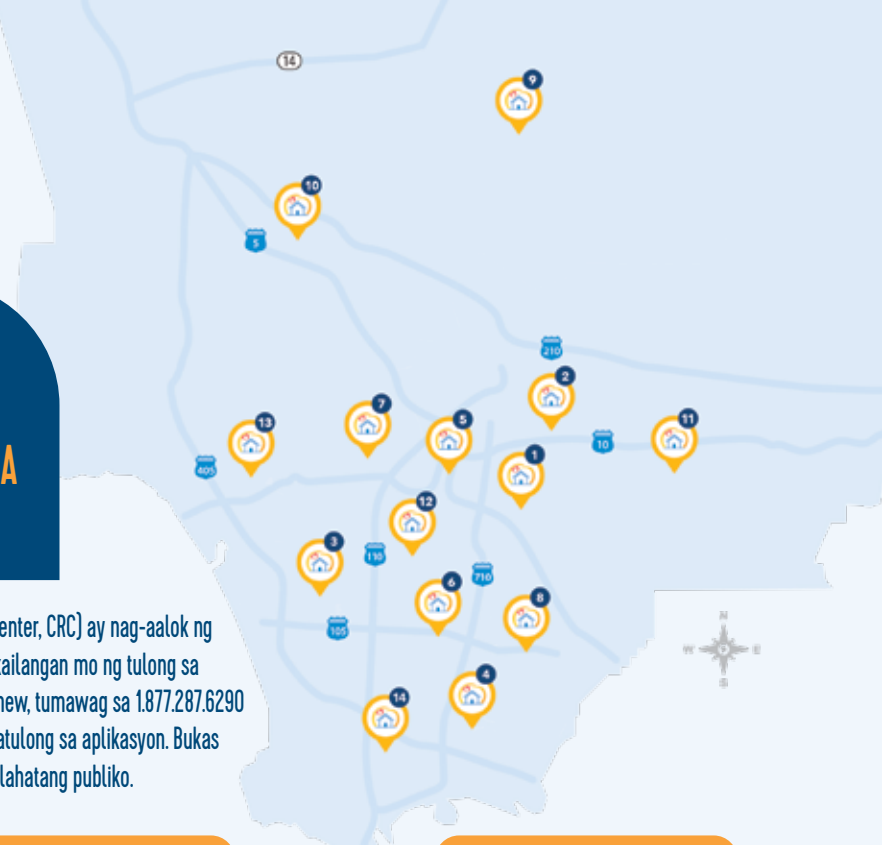 14
9
10
5
210
2
7
13
5
11
10
405
1
12
3
110
710
6
8
105
4
14
A
N
W E
S
enter, CRC) ay nag-aalok ng
kailangan mo ng tulong sa
new, tumawag sa 1.877.287.6290
atulong sa aplikasyon. Bukas
lahatang publiko.